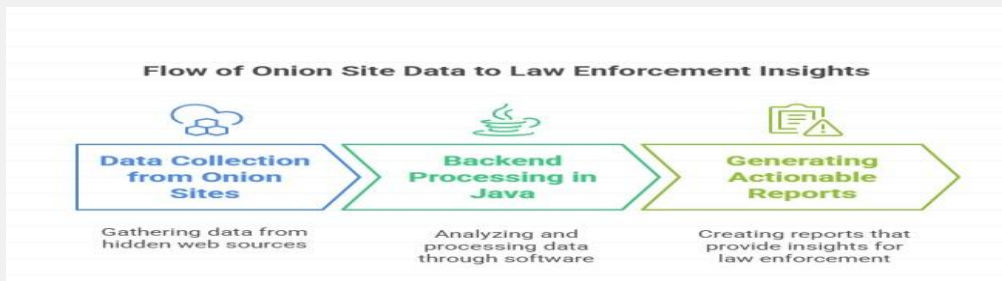 Flow of Onion Site Data to Law Enforcement Insights
Data Collection
from Onion
Sites
Gathering data from
hidden web sources
Backend
Processing in
Java
Analyzing and
processing data
through software
Generating
Actionable
Reports
Creating reports that
provide insights for
law enforcement